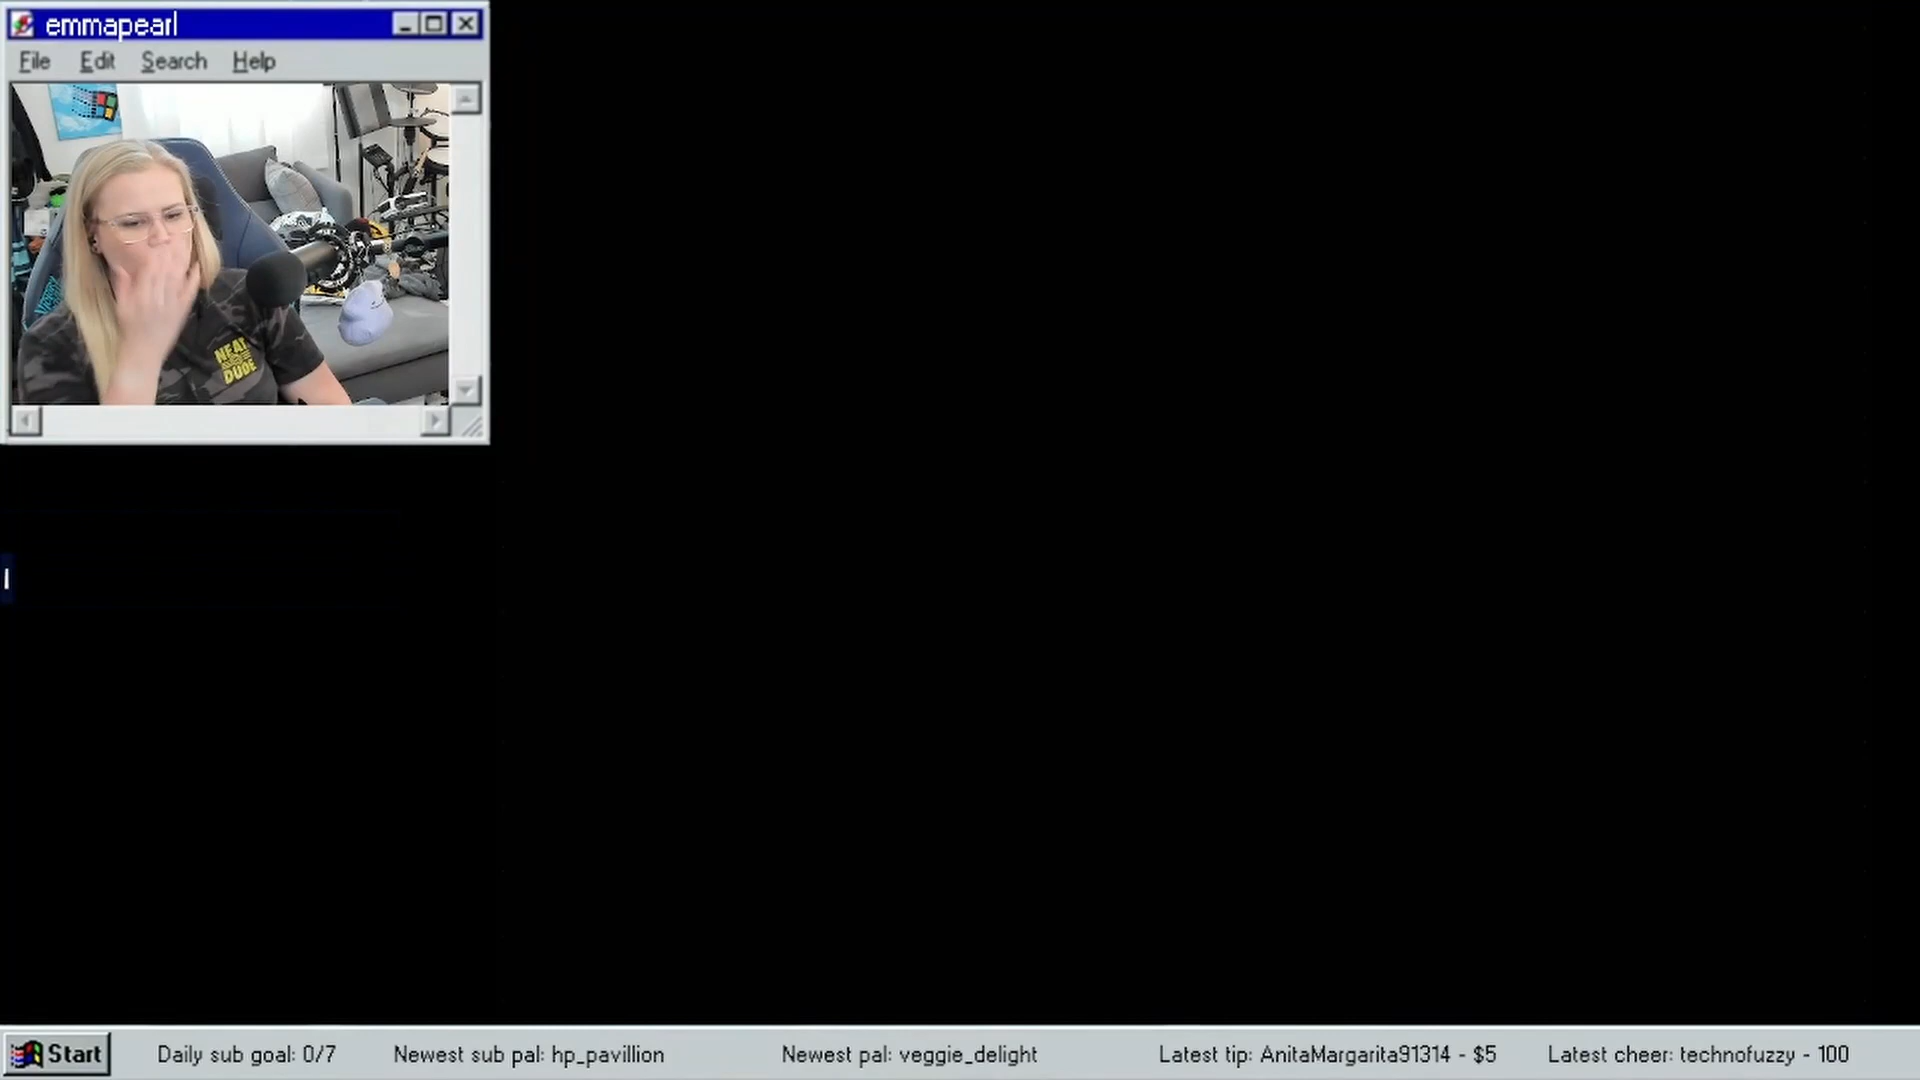 emmapearl
File Edit Search Help
NEAT
DUDE
Start Daily sub goal: 0/7 Newest sub pal: hp_pavillion Newest pal: veggie_delight Latest tip: AnitaMargarita91314 - $5 Latest cheer: technofuzzy - 100